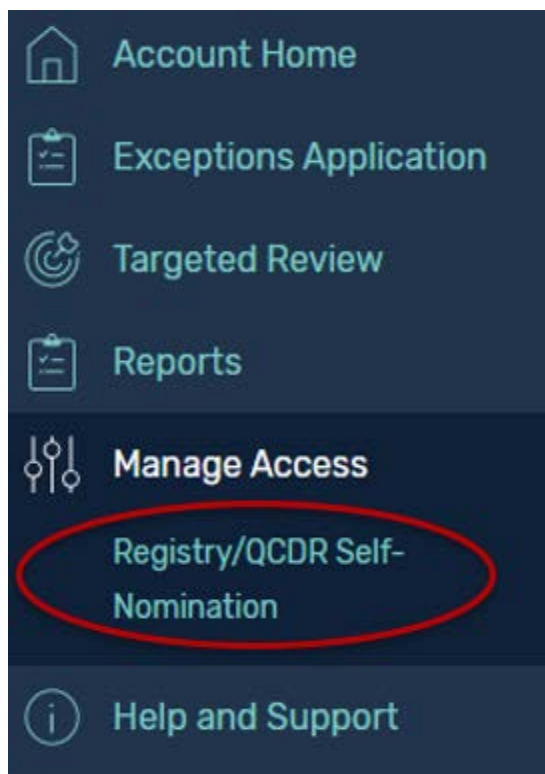 Account Home
Exceptions Application
Targeted Review
Reports
Manage Access
Registry/QCDR Self-
Nomination
Help and Support